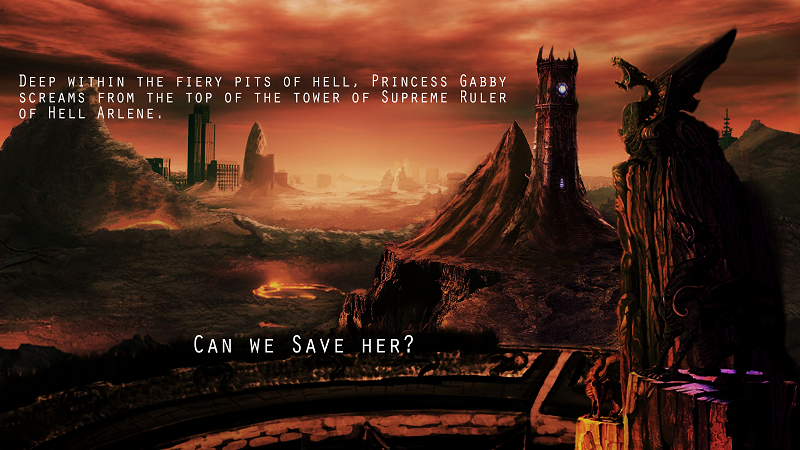 Deep within the fiery pits of hell, Princess Gabby
screams from the top of the tower of Supreme Ruler
of Hell Arlene.
Can we Save her?